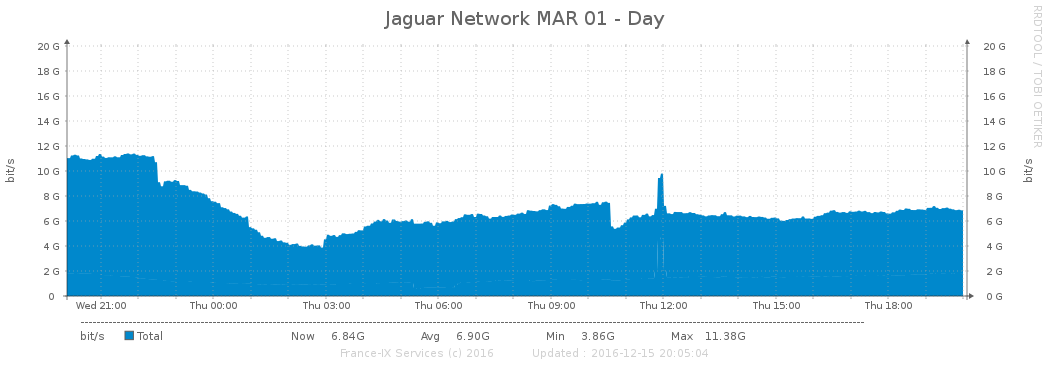 Jaguar Network MAR 01 - Day
RRDTOOL / TOBI OETIKER
20 G 20 G
18 G 18 G
16 G 16 G
14 G 14 G
12 G 12 G
10 G 10 G
8 G 8 G
6 G 6 G
4 G 4 G
2 G 2 G
0 0 G
bit/s bit/s
Wed 21:00 Thu 00:00 Thu 03:00 Thu 06:00 Thu 09:00 Thu 12:00 Thu 15:00 Thu 18:00
bit/s Total Now 6.84G Avg 6.90G Min 3.86G Max 11.38G
France-IX Services (c) 2016 Updated : 2016-12-15 20:05:04